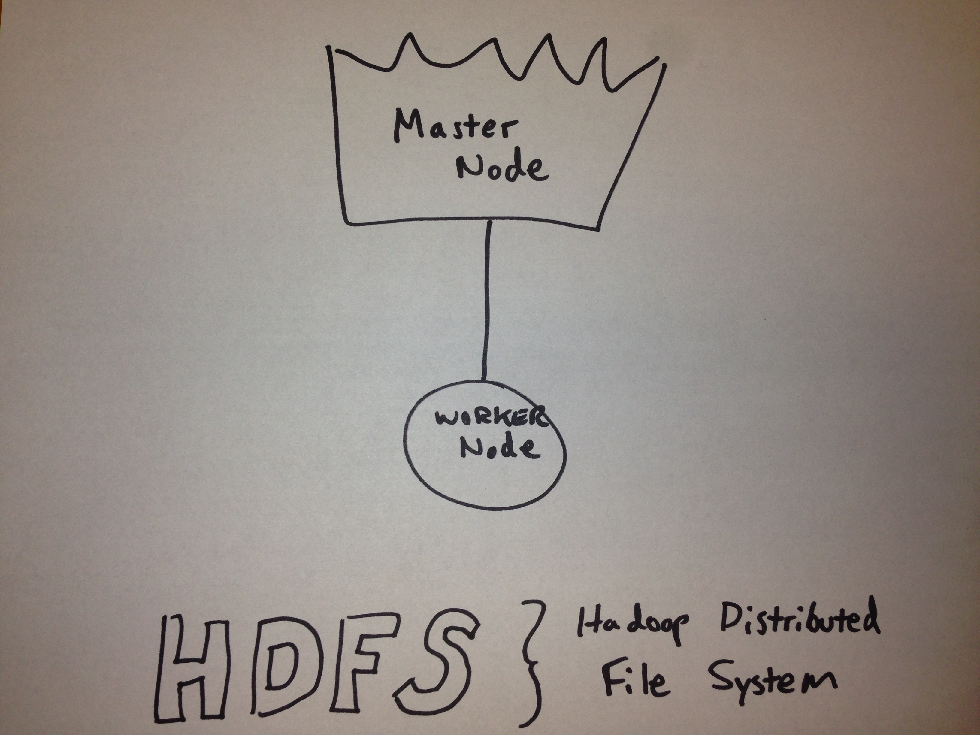 Master
Node
WORKER
Node
HDFS } Hadoop Distributed
File System